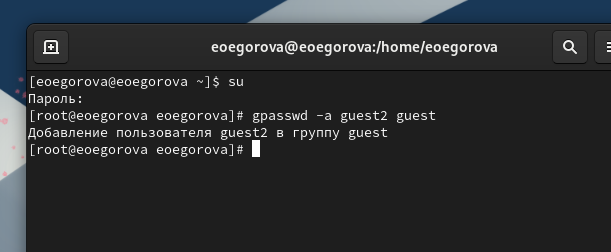 eoegorova@eoegorova:/home/eoegorova
[eoegorova@eoegorova ~]$ su
Пароль:
[root@eoegorova eoegorova]# gpasswd -a guest2 guest
Добавление пользователя guest2 в группу guest
[root@eoegorova eoegorova]#